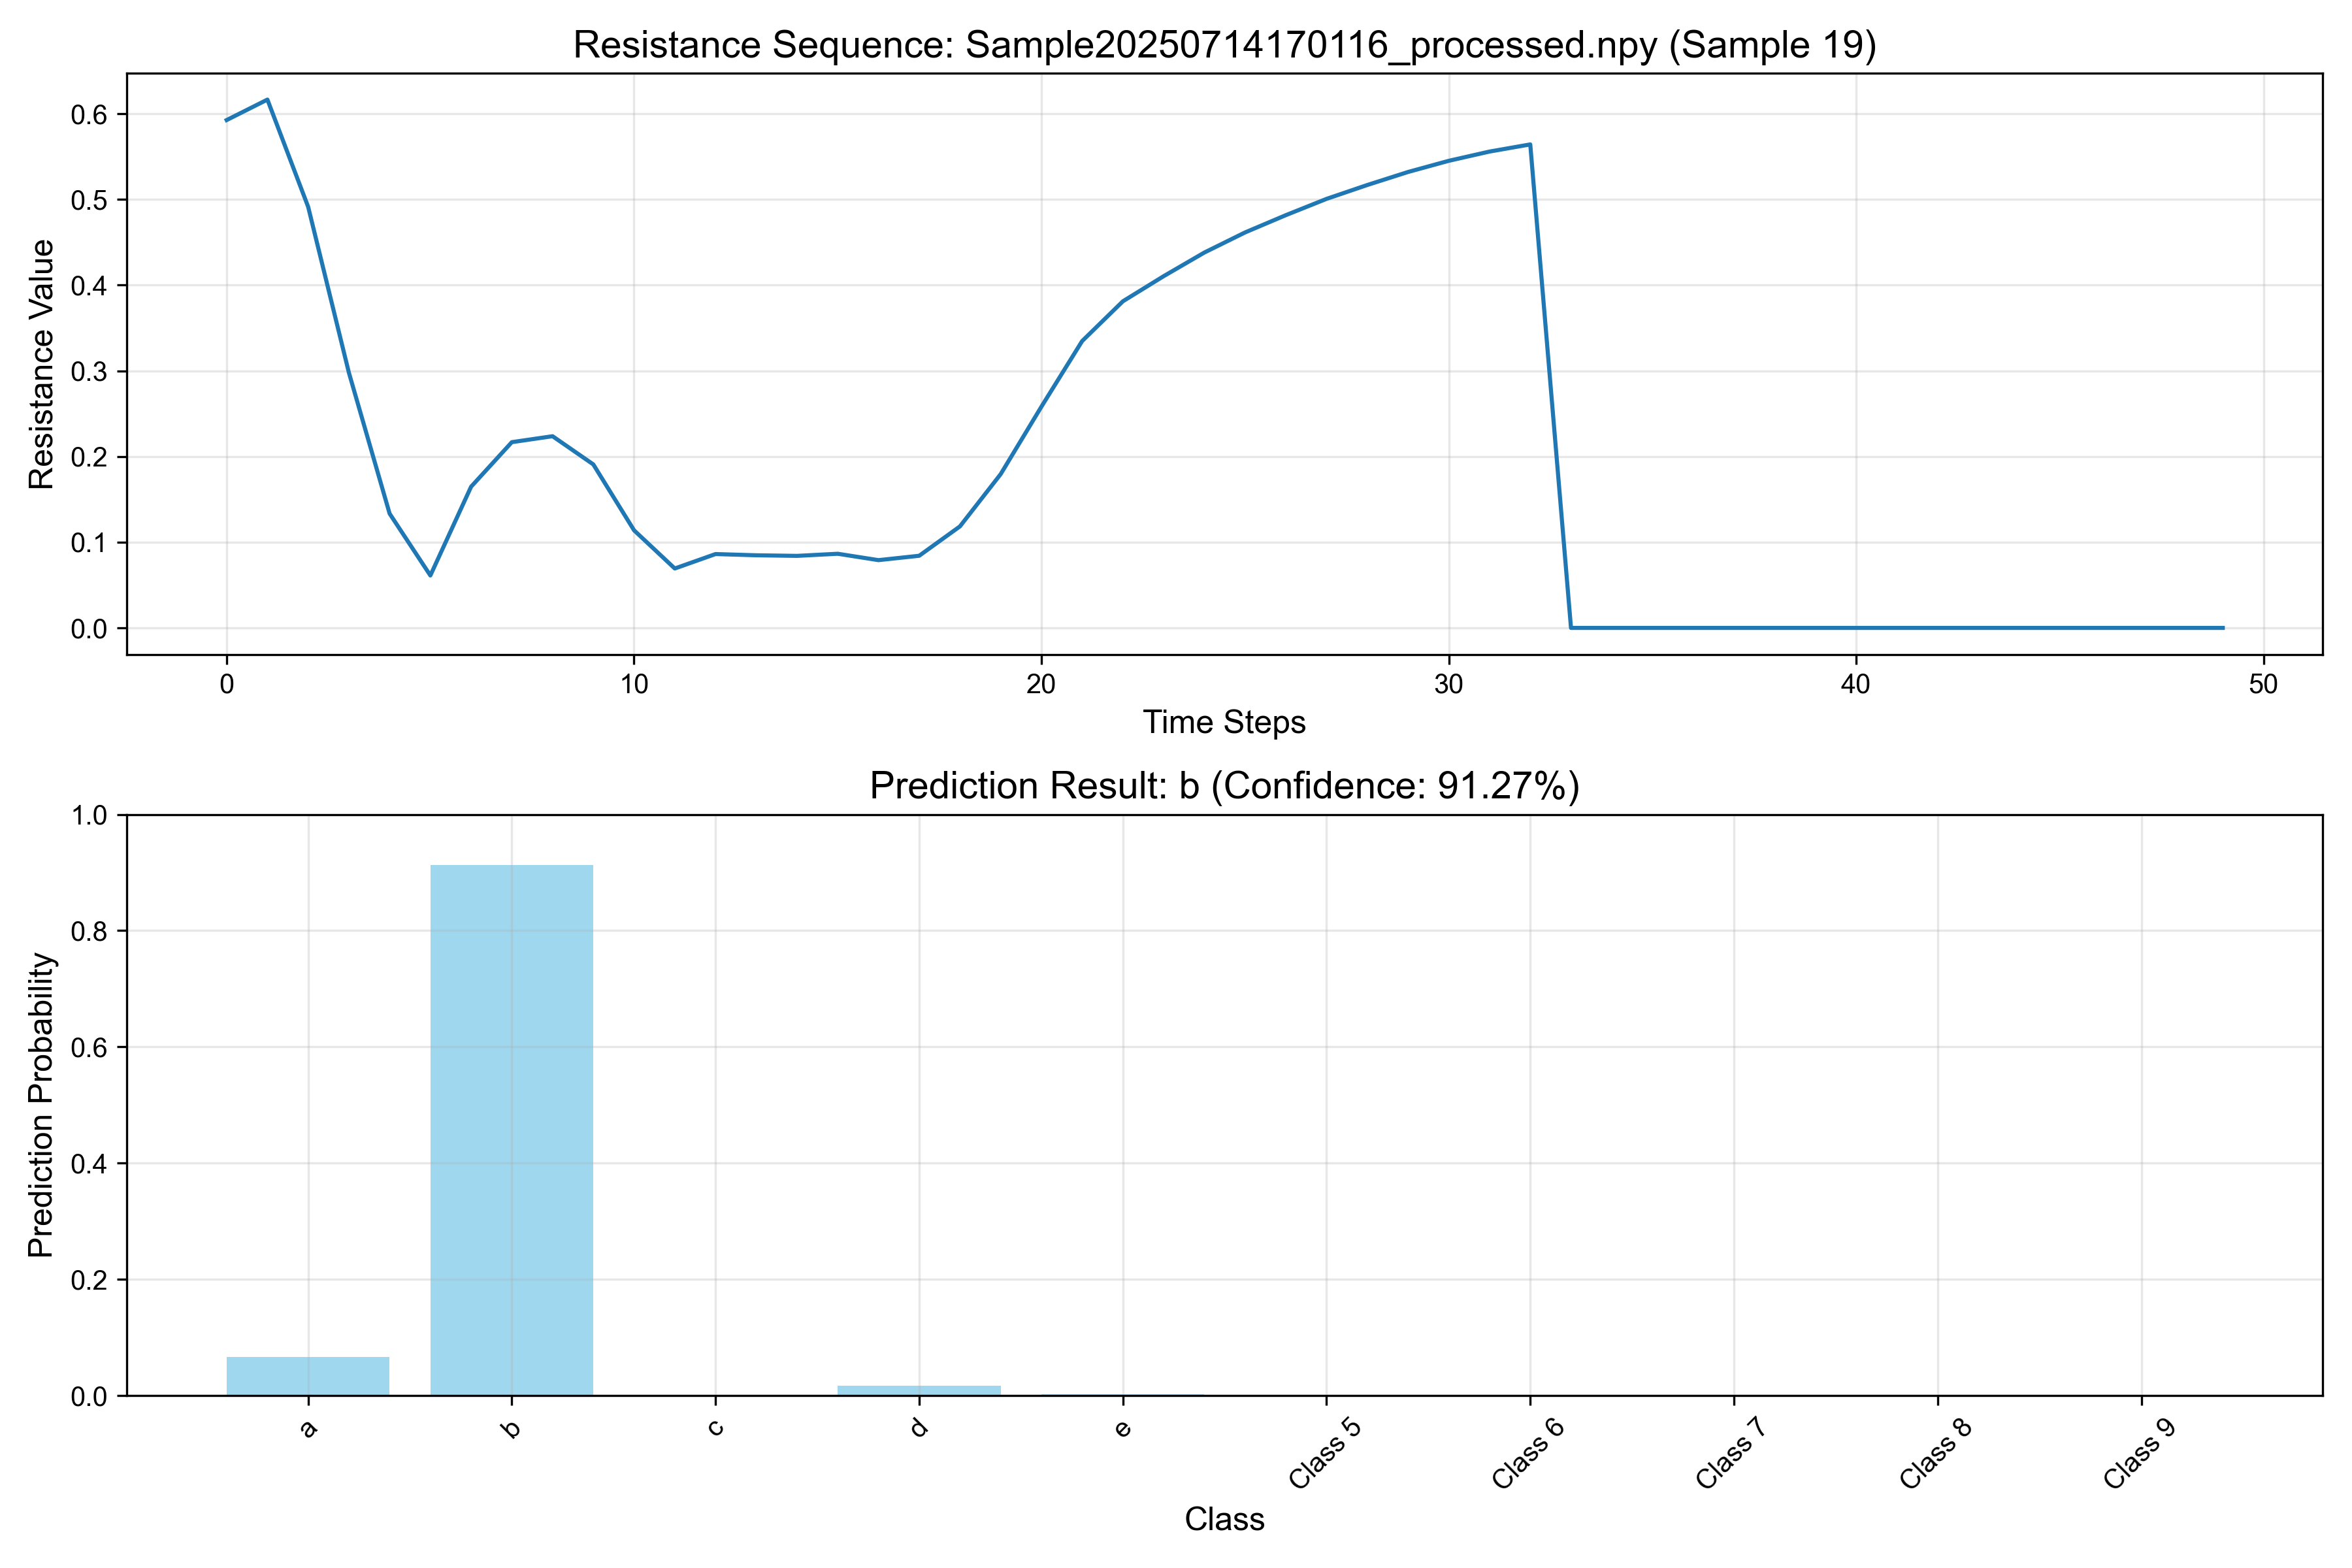 Resistance Sequence: Sample20250714170116_processed.npy (Sample 19)
Resistance Value
0.6
0.5
0.4
0.3
0.2
0.1
0.0
0 10 20 30 40 50
Time Steps
Prediction Result: b (Confidence: 91.27%)
Prediction Probability
1.0
0.8
0.6
0.4
0.2
0.0
a b c d e Class 5 Class 6 Class 7 Class 8 Class 9
Class